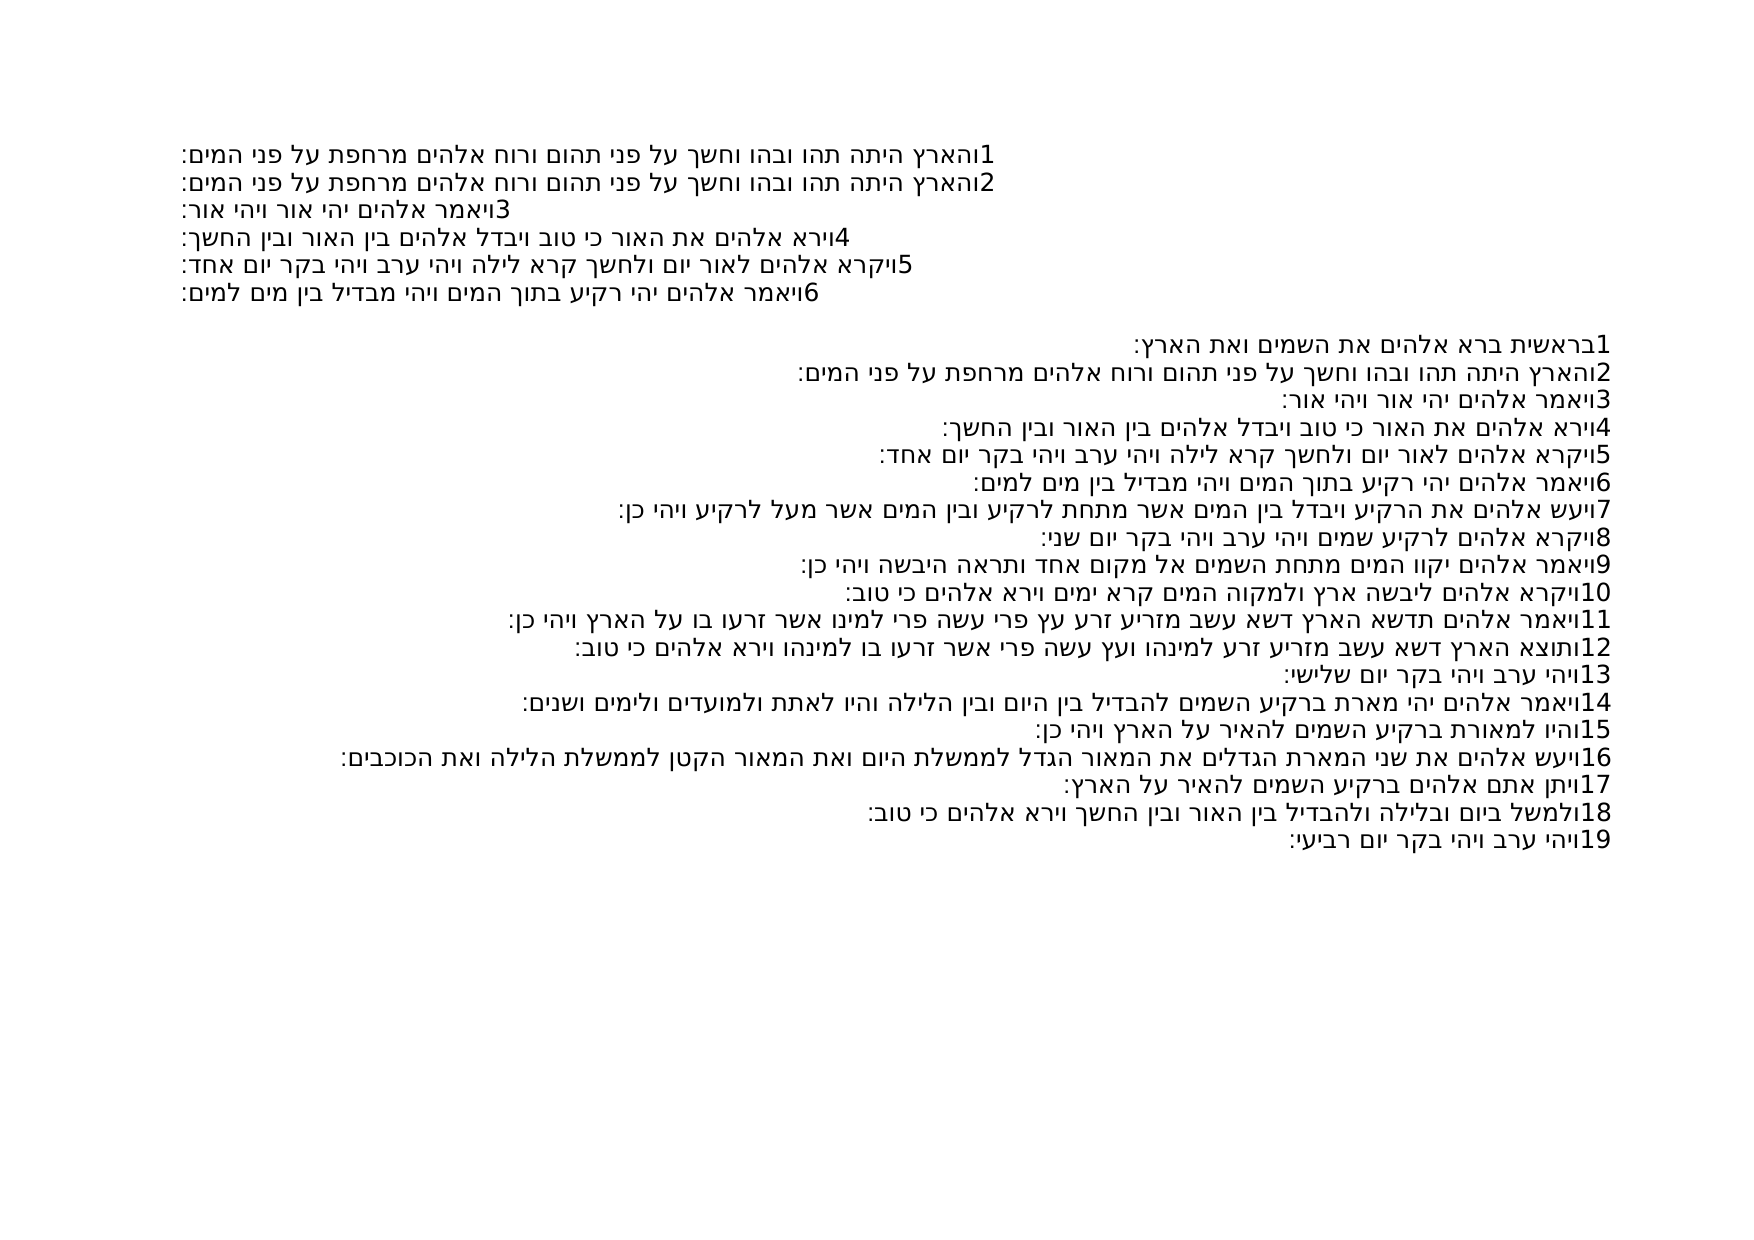 1והארץ היתה תהו ובהו וחשך על פני תהום ורוח אלהים מרחפת על פני המים:
2והארץ היתה תהו ובהו וחשך על פני תהום ורוח אלהים מרחפת על פני המים:
3ויאמר אלהים יהי אור ויהי אור:
4וירא אלהים את האור כי טוב ויבדל אלהים בין האור ובין החשך:
5ויקרא אלהים לאור יום ולחשך קרא לילה ויהי ערב ויהי בקר יום אחד:
6ויאמר אלהים יהי רקיע בתוך המים ויהי מבדיל בין מים למים:
1בראשית ברא אלהים את השמים ואת הארץ:
2והארץ היתה תהו ובהו וחשך על פני תהום ורוח אלהים מרחפת על פני המים:
3ויאמר אלהים יהי אור ויהי אור:
4וירא אלהים את האור כי טוב ויבדל אלהים בין האור ובין החשך:
5ויקרא אלהים לאור יום ולחשך קרא לילה ויהי ערב ויהי בקר יום אחד:
6ויאמר אלהים יהי רקיע בתוך המים ויהי מבדיל בין מים למים:
7ויעש אלהים את הרקיע ויבדל בין המים אשר מתחת לרקיע ובין המים אשר מעל לרקיע ויהי כן:
8ויקרא אלהים לרקיע שמים ויהי ערב ויהי בקר יום שני:
9ויאמר אלהים יקוו המים מתחת השמים אל מקום אחד ותראה היבשה ויהי כן:
10ויקרא אלהים ליבשה ארץ ולמקוה המים קרא ימים וירא אלהים כי טוב:
11ויאמר אלהים תדשא הארץ דשא עשב מזריע זרע עץ פרי עשה פרי למינו אשר זרעו בו על הארץ ויהי כן:
12ותוצא הארץ דשא עשב מזריע זרע למינהו ועץ עשה פרי אשר זרעו בו למינהו וירא אלהים כי טוב:
13ויהי ערב ויהי בקר יום שלישי:
14ויאמר אלהים יהי מארת ברקיע השמים להבדיל בין היום ובין הלילה והיו לאתת ולמועדים ולימים ושנים:
15והיו למאורת ברקיע השמים להאיר על הארץ ויהי כן:
16ויעש אלהים את שני המארת הגדלים את המאור הגדל לממשלת היום ואת המאור הקטן לממשלת הלילה ואת הכוכבים:
17ויתן אתם אלהים ברקיע השמים להאיר על הארץ:
18ולמשל ביום ובלילה ולהבדיל בין האור ובין החשך וירא אלהים כי טוב:
19ויהי ערב ויהי בקר יום רביעי: